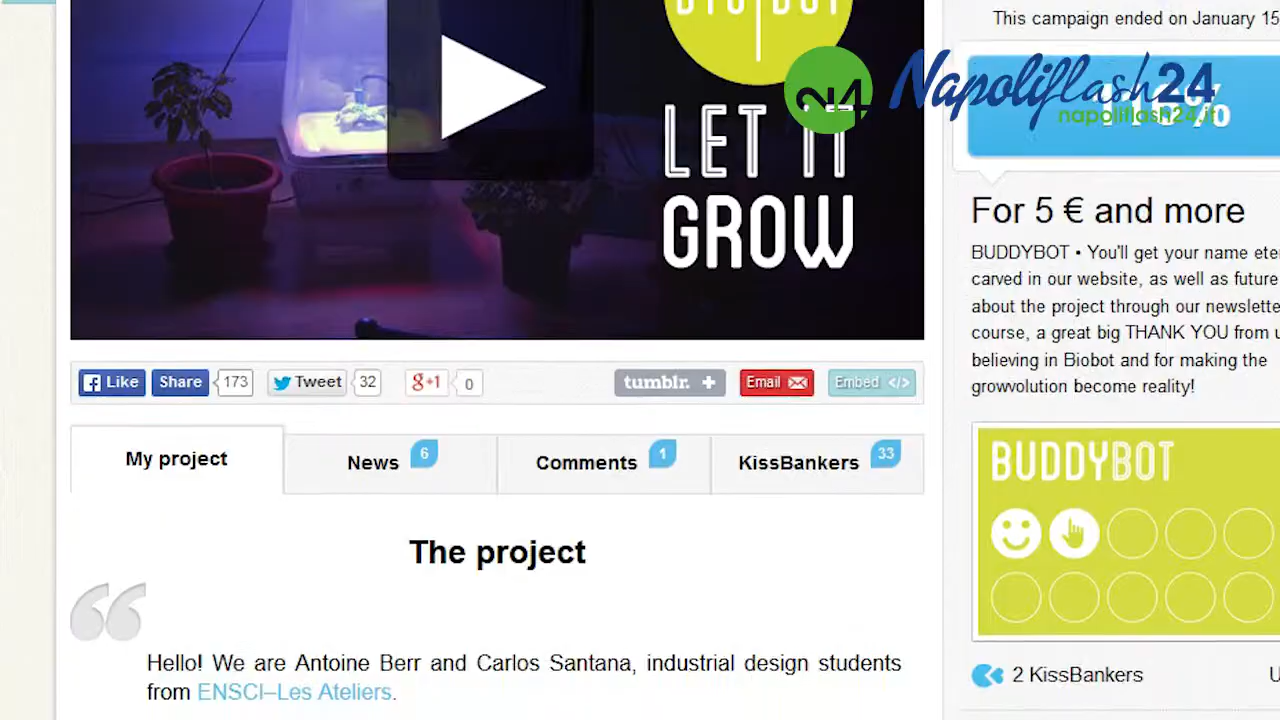 This campaign ended on January 15
Napoliflash24
napoliflash24.it
24
LET IT
GROW
For 5 € and more
BUDDYBOT • You'll get your name
carved in our website, as well as future
about the project through our
course, a great big THANK YOU from
believing in Biobot and for making the
growvolution become reality!
Like
Share
173
Tweet
32
g+1
0
tumblr. +
Email
Embed </>
My project
News 6
Comments 1
KissBankers 33
BUDDYBOT
The project
“
Hello! We are Antoine Berr and Carlos Santana, industrial design students
from ENSCI–Les Ateliers.
2 KissBankers